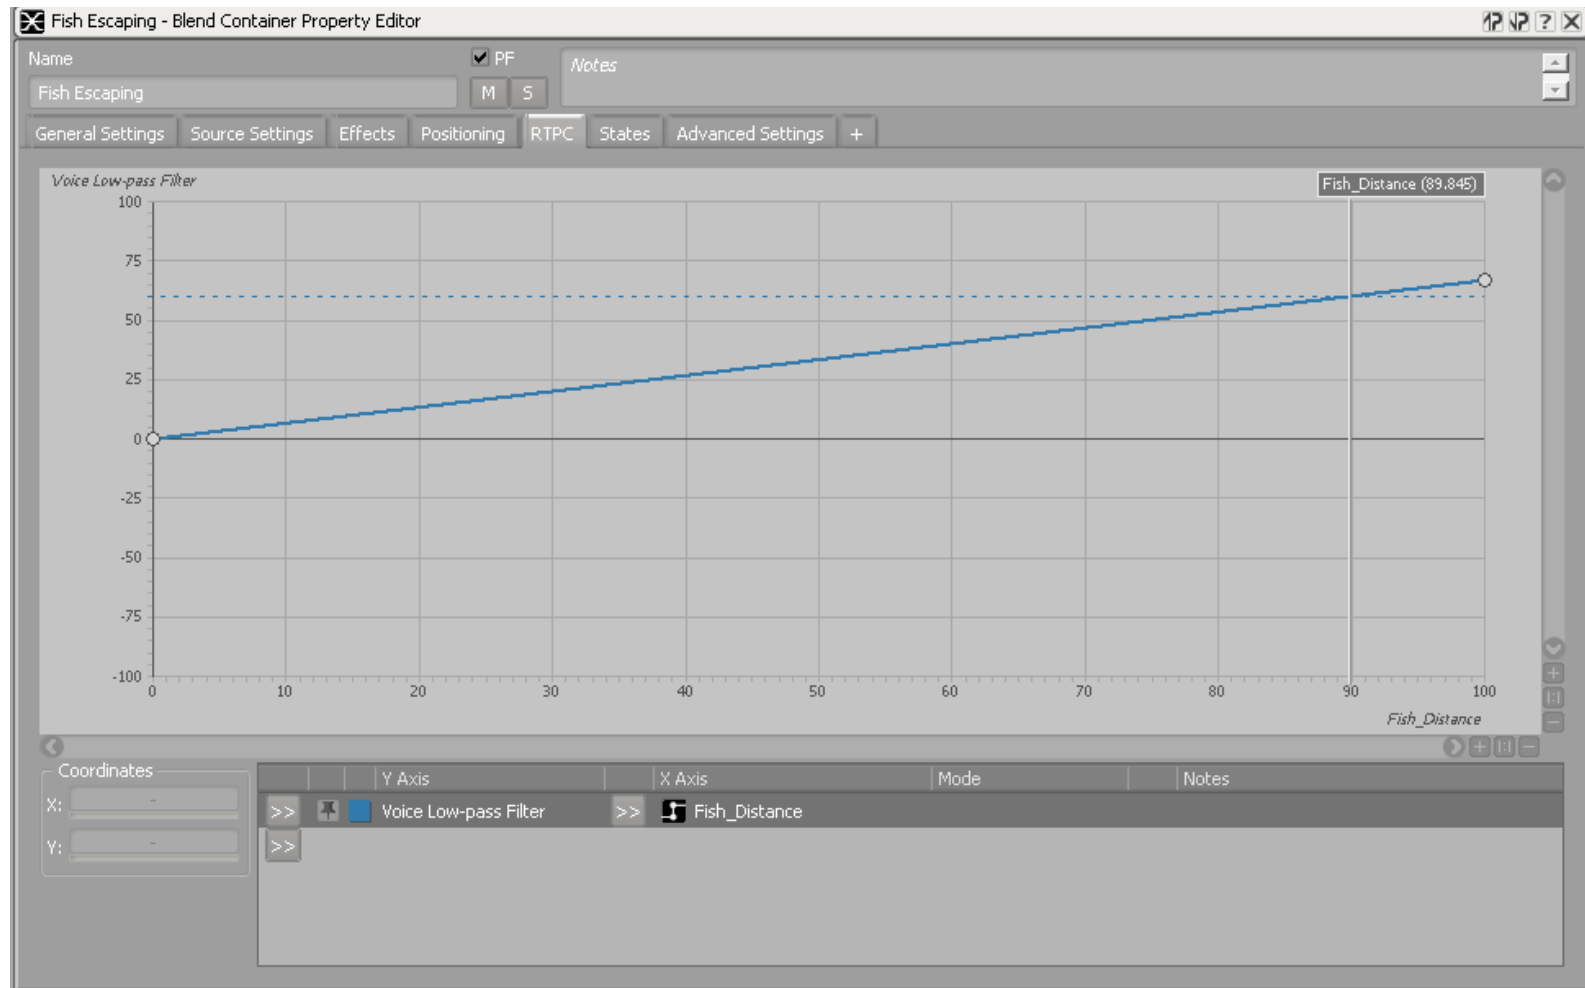 Fish Escaping - Blend Container Property Editor
Name
PF
Notes
Fish Escaping
M S
General Settings Source Settings Effects Positioning RTPC States Advanced Settings +
Voice Low-pass Filter
Fish_Distance (89.845)
100
75
50
25
0
-25
-50
-75
-100
0 10 20 30 40 50 60 70 80 90 100
Fish_Distance
Coordinates
Y Axis X Axis Mode Notes
X: -
>> Voice Low-pass Filter >> Fish_Distance
Y: -
>>